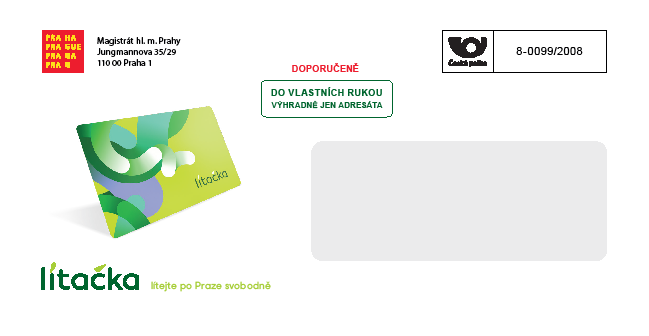 PRA HA
PRA GUE
PRA GA
PRA G
Magistrát hl. m. Prahy
Jungmannova 35/29
110 00 Praha 1
Česká pošta
8-0099/2008
DOPORUČENĚ
DO VLASTNÍCH RUKOU
VÝHRADNĚ JEN ADRESÁTA
lítačka
lítačka
lítejte po Praze svobodně